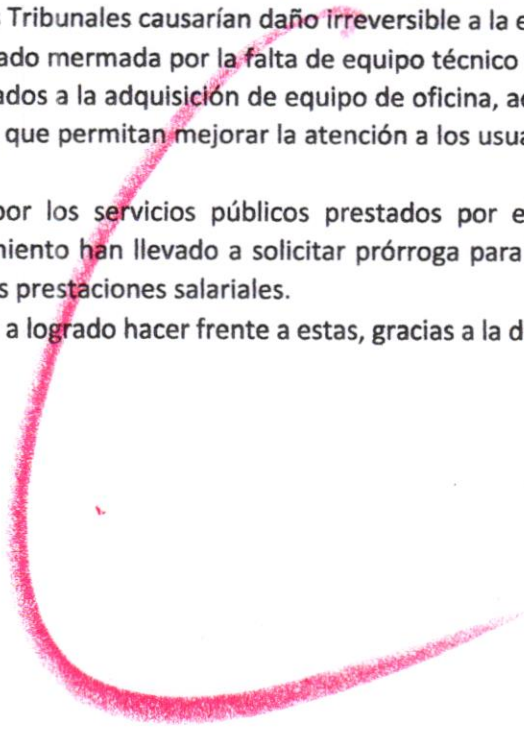 Tribunales causarían daño irreversible a la e
ado mermada por la falta de equipo técnico
ados a la adquisición de equipo de oficina, ad
que permitan mejorar la atención a los usua
por los servicios públicos prestados por e
miento han llevado a solicitar prórroga para
s prestaciones salariales.
a logrado hacer frente a estas, gracias a la d